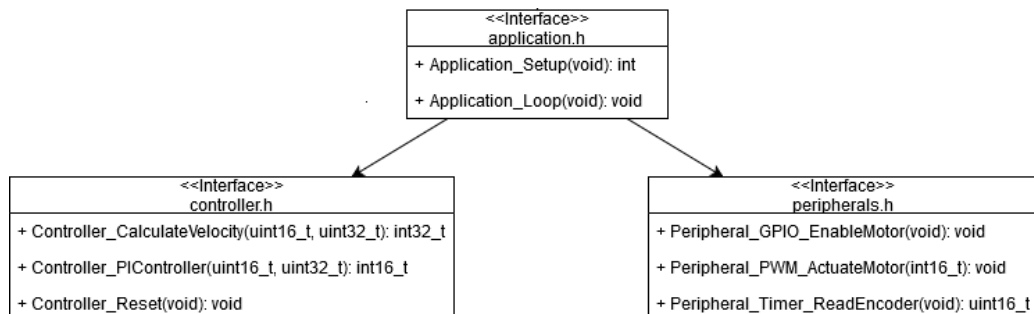 <<Interface>>
application.h
+ Application_Setup(void): int
+ Application_Loop(void): void
<<Interface>>
controller.h
+ Controller_CalculateVelocity(uint16_t, uint32_t): int32_t
+ Controller_PIController(uint16_t, uint32_t): int16_t
+ Controller_Reset(void): void
<<Interface>>
peripherals.h
+ Peripheral_GPIO_EnableMotor(void): void
+ Peripheral_PWM_ActuateMotor(int16_t): void
+ Peripheral_Timer_ReadEncoder(void): uint16_t